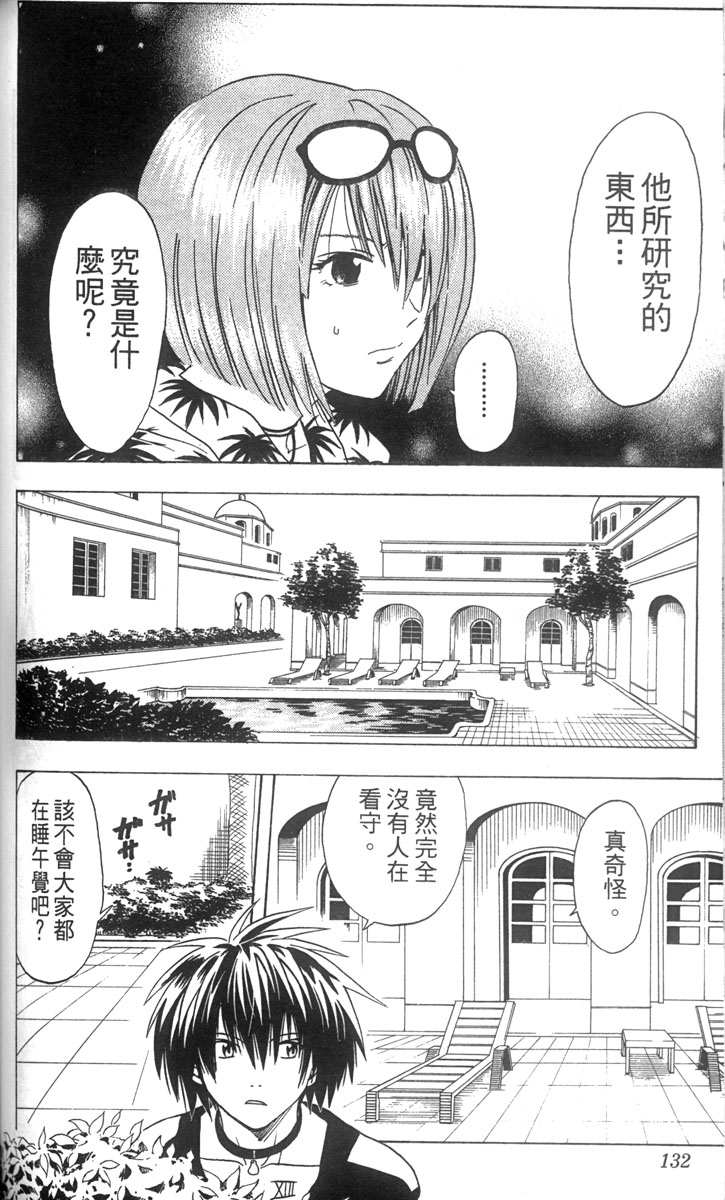 他所研究的
東西…
………
究竟是什
麼呢？
真奇怪。
竟然完全
沒有人在
看守。
ガサ
ガサ…
該不會大家都
在睡午覺吧？
XIII
132